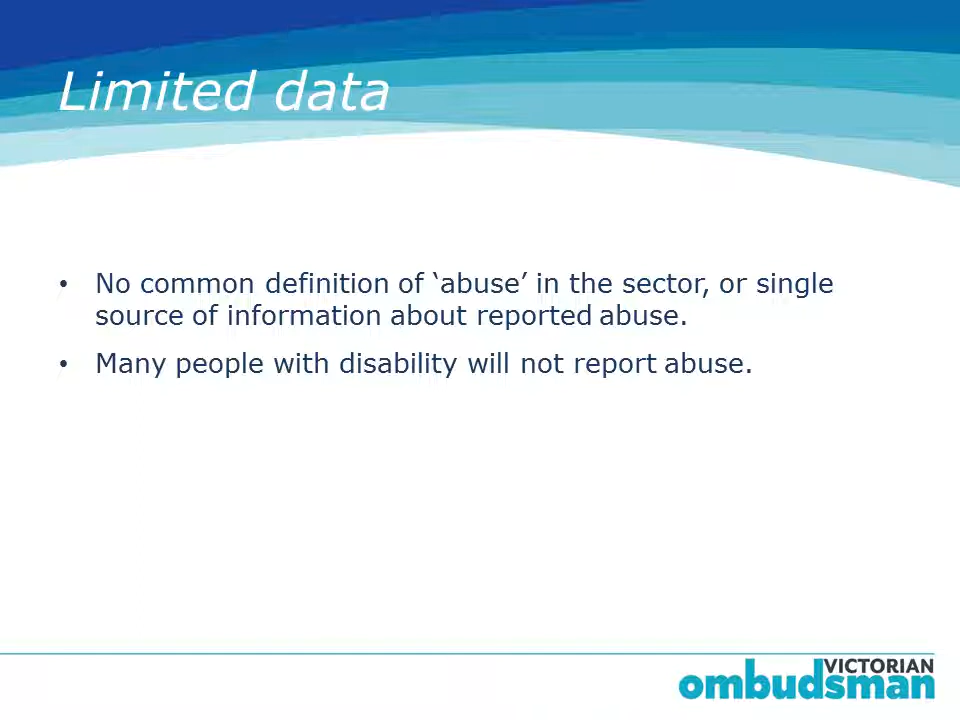 Limited data
• No common definition of ‘abuse’ in the sector, or single
source of information about reported abuse.
• Many people with disability will not report abuse.
VICTORIAN
ombudsman